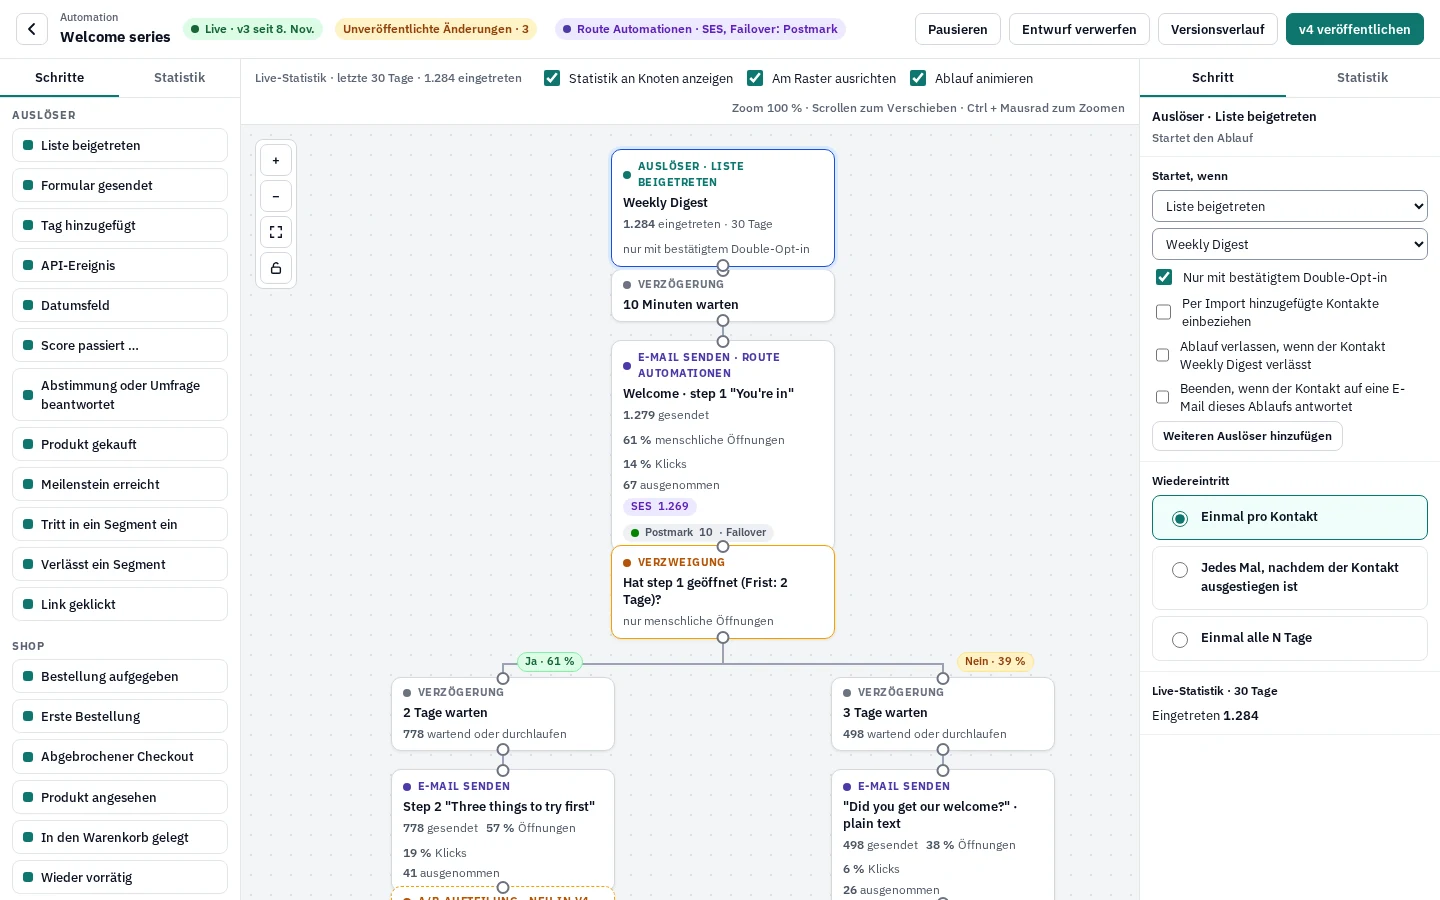 Automation
Welcome series
Live · v3 seit 8. Nov.
Unveröffentlichte Änderungen · 3
Route Automationen · SES, Failover: Postmark
Pausieren
Entwurf verwerfen
Versionsverlauf
v4 veröffentlichen
Schritte
Statistik
AUSLÖSER
Liste beigetreten
Formular gesendet
Tag hinzugefügt
API-Ereignis
Datumsfeld
Score passiert ...
Abstimmung oder Umfrage
beantwortet
Produkt gekauft
Meilenstein erreicht
Tritt in ein Segment ein
Verlässt ein Segment
Link geklickt
SHOP
Bestellung aufgegeben
Erste Bestellung
Abgebrochener Checkout
Produkt angesehen
In den Warenkorb gelegt
Wieder vorrätig
Live-Statistik · letzte 30 Tage · 1.284 eingetreten
Statistik an Knoten anzeigen
Am Raster ausrichten
Ablauf animieren
Zoom 100 % · Scrollen zum Verschieben · Ctrl + Mausrad zum Zoomen
+
−
AUSLÖSER · LISTE
BEIGETRETEN
Weekly Digest
1.284 eingetreten · 30 Tage
nur mit bestätigtem Double-Opt-in
VERZÖGERUNG
10 Minuten warten
E-MAIL SENDEN · ROUTE
AUTOMATIONEN
Welcome · step 1 "You're in"
1.279 gesendet
61 % menschliche Öffnungen
14 % Klicks
67 ausgenommen
SES 1.269
Postmark 10 · Failover
VERZWEIGUNG
Hat step 1 geöffnet (Frist: 2
Tage)?
nur menschliche Öffnungen
Ja · 61 %
Nein · 39 %
VERZÖGERUNG
2 Tage warten
778 wartend oder durchlaufen
E-MAIL SENDEN
Step 2 "Three things to try first"
778 gesendet 57 % Öffnungen
19 % Klicks
41 ausgenommen
A/B-AUFTEILUNG · NEU IN V4
VERZÖGERUNG
3 Tage warten
498 wartend oder durchlaufen
E-MAIL SENDEN
"Did you get our welcome?" ·
plain text
498 gesendet 38 % Öffnungen
6 % Klicks
26 ausgenommen
Schritt
Statistik
Auslöser · Liste beigetreten
Startet den Ablauf
Startet, wenn
Liste beigetreten
Weekly Digest
Nur mit bestätigtem Double-Opt-in
Per Import hinzugefügte Kontakte
einbeziehen
Ablauf verlassen, wenn der Kontakt
Weekly Digest verlässt
Beenden, wenn der Kontakt auf eine E-
Mail dieses Ablaufs antwortet
Weiteren Auslöser hinzufügen
Wiedereintritt
Einmal pro Kontakt
Jedes Mal, nachdem der Kontakt
ausgestiegen ist
Einmal alle N Tage
Live-Statistik · 30 Tage
Eingetreten 1.284